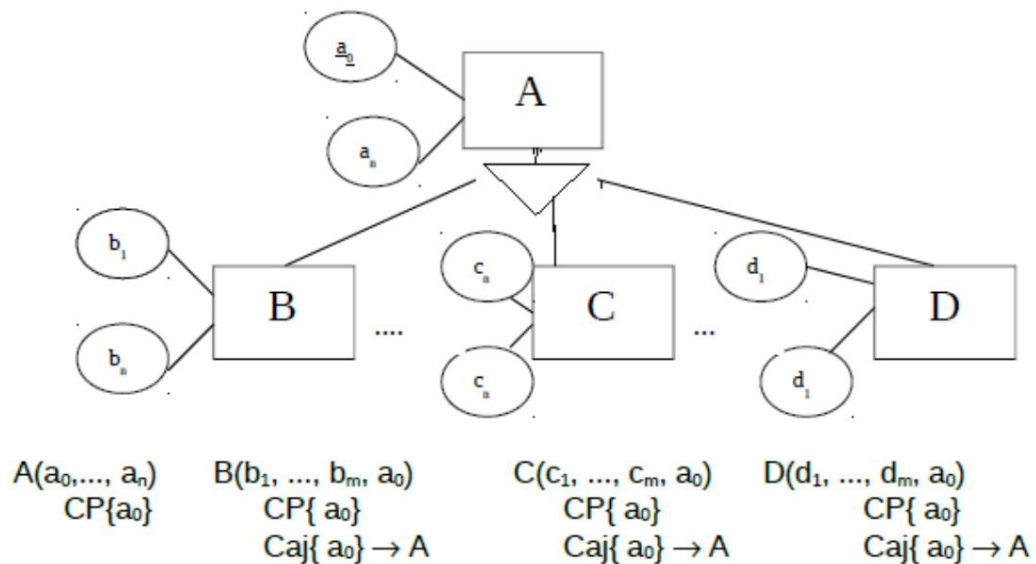 a₀
A
aₙ
b₁
cₙ
d₁
B
C
D
....
...
bₙ
cₙ
d₁
A(a₀,..., aₙ) B(b₁, ..., bₘ, a₀) C(c₁, ..., cₘ, a₀) D(d₁, ..., dₘ, a₀)
CP{a₀} CP{ a₀} CP{ a₀} CP{ a₀}
Caj{ a₀} → A Caj{ a₀} → A Caj{ a₀} → A